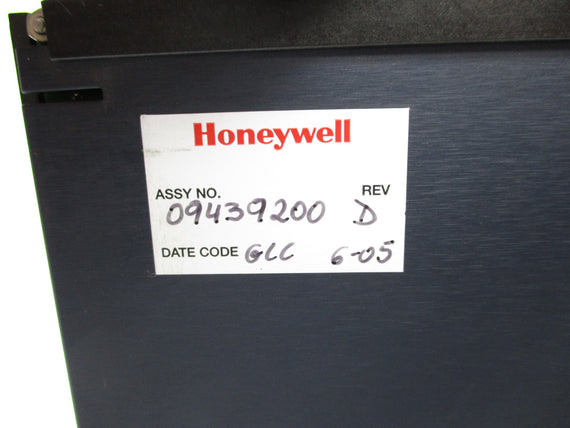 Honeywell
ASSY NO. REV
09439200 D
DATE CODE GLC 6-05